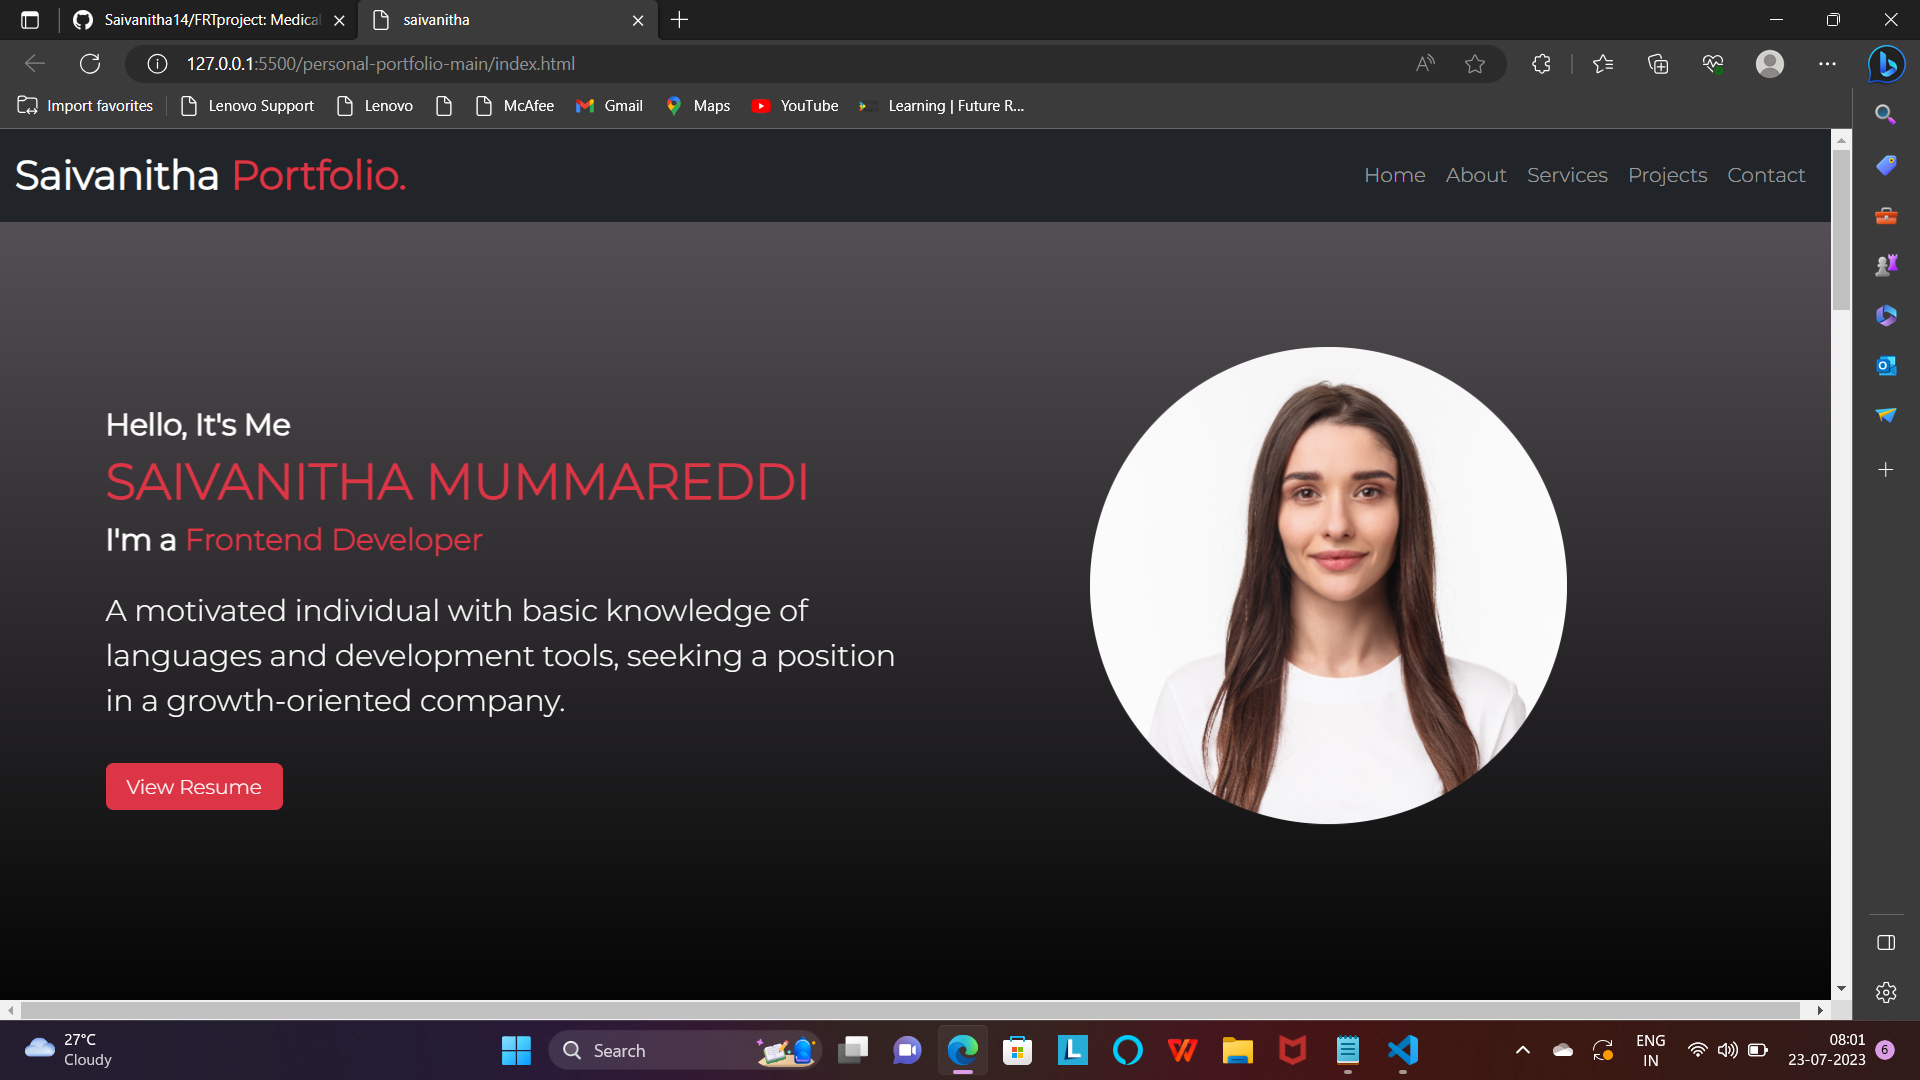 Saivanitha14/FRTproject: Medical
saivanitha
127.0.0.1:5500/personal-portfolio-main/index.html
Import favorites
Lenovo Support
Lenovo
McAfee
Gmail
Maps
YouTube
Learning | Future R...
Saivanitha Portfolio.
Home
About
Services
Projects
Contact
Hello, It's Me
SAIVANITHA MUMMAREDDI
I'm a Frontend Developer
A motivated individual with basic knowledge of
languages and development tools, seeking a position
in a growth-oriented company.
View Resume
27°C
Cloudy
Search
ENG
IN
08:01
23-07-2023
6